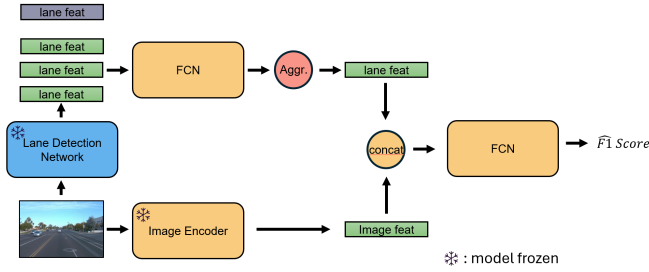 lane feat
lane feat
lane feat
lane feat
FCN
Aggr.
lane feat
Lane Detection
Network
concat
FCN
F1 Score
Image Encoder
Image feat
: model frozen